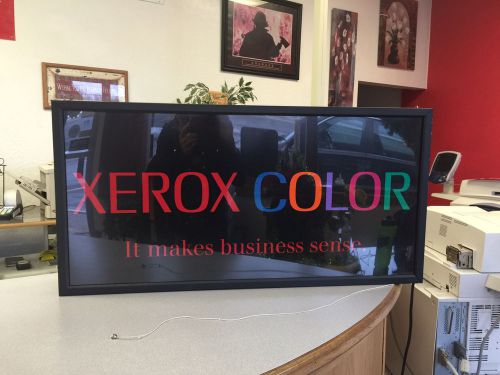 XEROX COLOR
It makes business sense